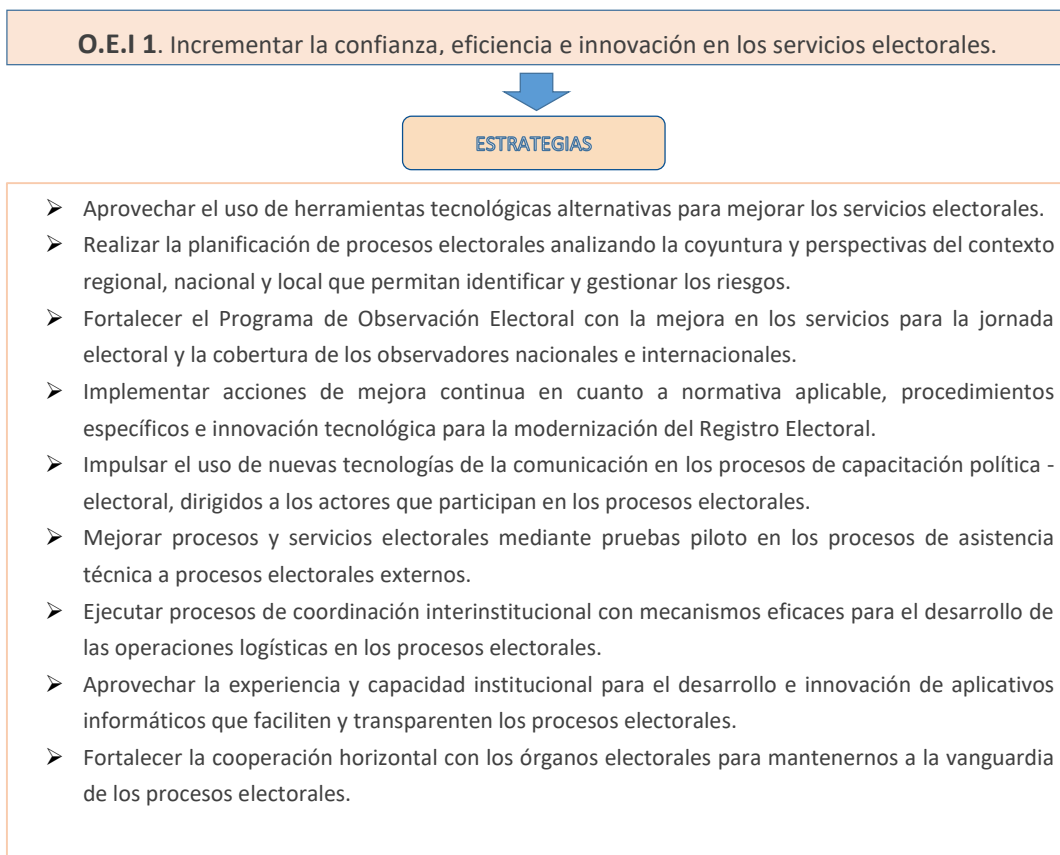 O.E.I 1. Incrementar la confianza, eficiencia e innovación en los servicios electorales.
ESTRATEGIAS
➢ Aprovechar el uso de herramientas tecnológicas alternativas para mejorar los servicios electorales.
➢ Realizar la planificación de procesos electorales analizando la coyuntura y perspectivas del contexto
regional, nacional y local que permitan identificar y gestionar los riesgos.
➢ Fortalecer el Programa de Observación Electoral con la mejora en los servicios para la jornada
electoral y la cobertura de los observadores nacionales e internacionales.
➢ Implementar acciones de mejora continua en cuanto a normativa aplicable, procedimientos
específicos e innovación tecnológica para la modernización del Registro Electoral.
➢ Impulsar el uso de nuevas tecnologías de la comunicación en los procesos de capacitación política -
electoral, dirigidos a los actores que participan en los procesos electorales.
➢ Mejorar procesos y servicios electorales mediante pruebas piloto en los procesos de asistencia
técnica a procesos electorales externos.
➢ Ejecutar procesos de coordinación interinstitucional con mecanismos eficaces para el desarrollo de
las operaciones logísticas en los procesos electorales.
➢ Aprovechar la experiencia y capacidad institucional para el desarrollo e innovación de aplicativos
informáticos que faciliten y transparenten los procesos electorales.
➢ Fortalecer la cooperación horizontal con los órganos electorales para mantenernos a la vanguardia
de los procesos electorales.